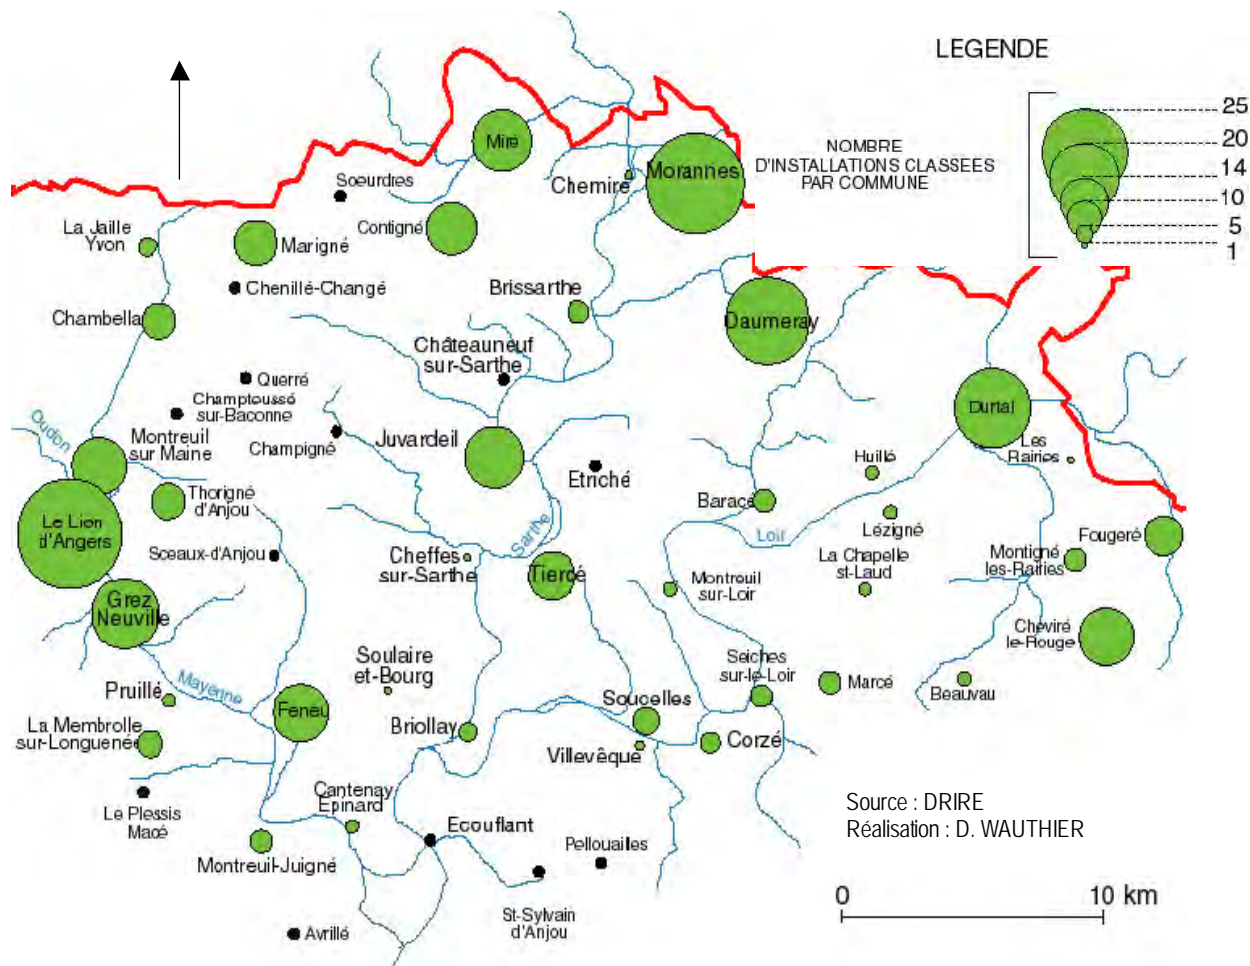 LEGENDE
NOMBRE
D'INSTALLATIONS CLASSEES
PAR COMMUNE
25
20
14
10
5
1
Miré
Soeurdres
Chemiré
Morannes
La Jaille
Yvon
Marigné
Contigné
Chenillé-Changé
Brissarthe
Chambella
Daumeray
Châteauneuf
sur-Sarthe
Querré
Champteussé
sur-Baconne
Durtal
Oudon
Montreuil
sur Maine
Champigné
Juvardeil
Etriché
Huillé
Les
Rairies
Thorigné
d'Anjou
Baracé
Le Lion
d'Angers
Sceaux-d'Anjou
Sarthe
Loir
Lézigné
Fougeré
Cheffes
sur-Sarthe
Tiercé
La Chapelle
st-Laud
Montigné
les-Rairies
Montreuil
sur-Loir
Grez
Neuville
Cheviré
le-Rouge
Soulaire
et-Bourg
Seiches
sur-le-Loir
Mayenne
Pruillé
Feneu
Soucelles
Marcé
Beauvau
La Membrolle
sur-Longuenée
Briollay
Villevêque
Corzé
Le Plessis
Macé
Cantenay
Epinard
Ecouflant
Pellouailles
Source : DRIRE
Réalisation : D. WAUTHIER
Montreuil-Juigné
St-Sylvain
d'Anjou
Avrillé
0
10 km